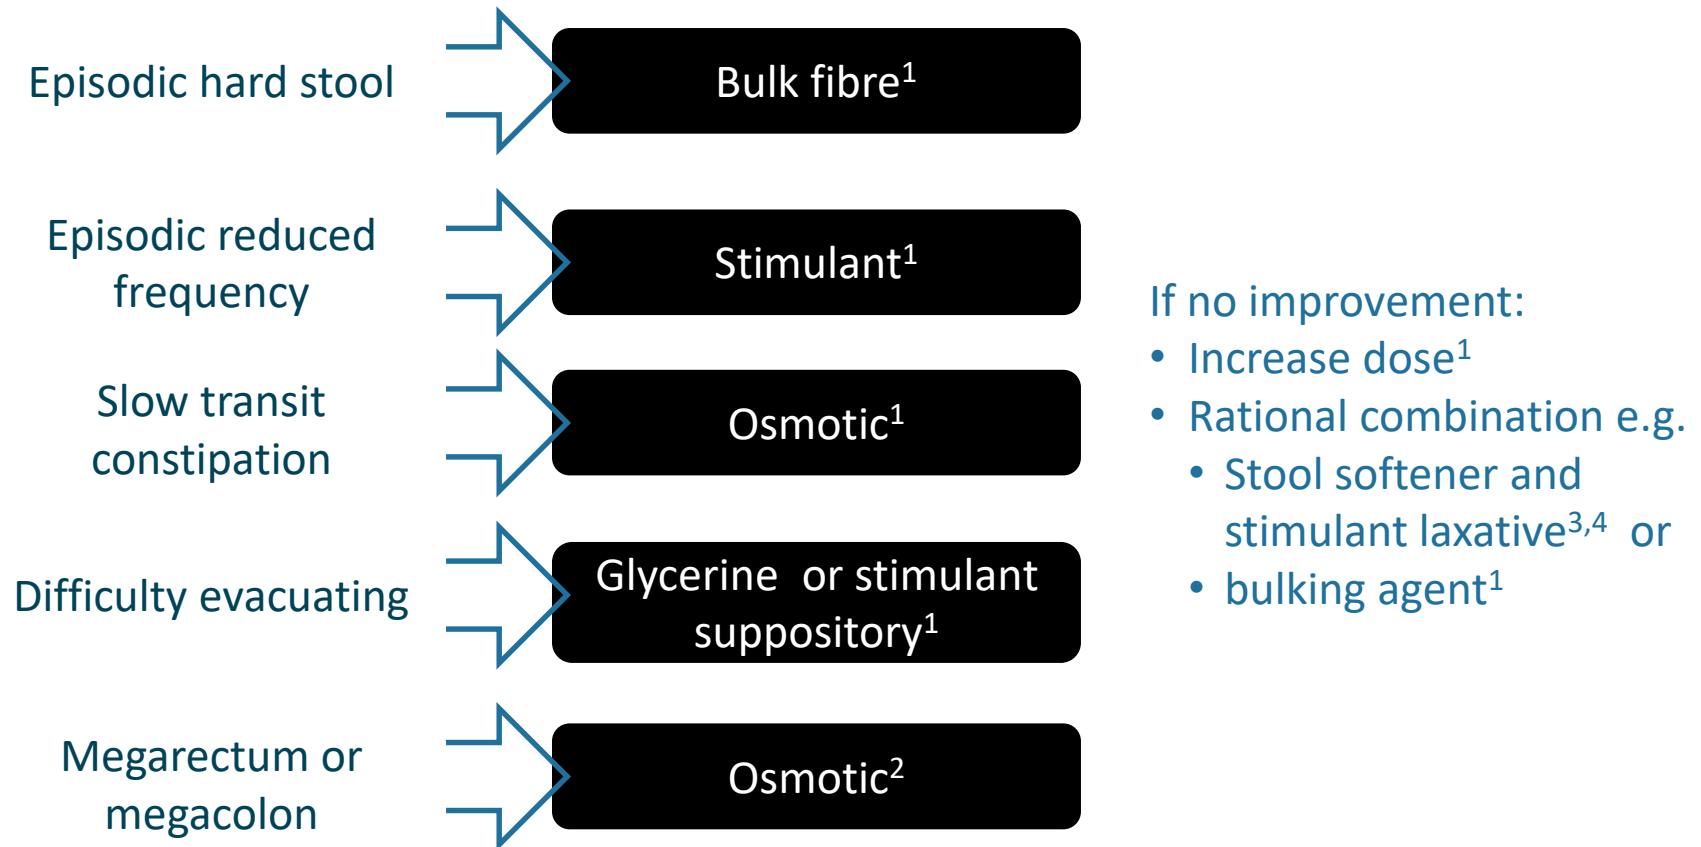 Episodic hard stool
Bulk fibre¹
Episodic reduced
frequency
Stimulant¹
Slow transit
constipation
Osmotic¹
Difficulty evacuating
Glycerine or stimulant
suppository¹
Megarectum or
megacolon
Osmotic²
If no improvement:
• Increase dose¹
• Rational combination e.g.
• Stool softener and
stimulant laxative³,⁴ or
• bulking agent¹